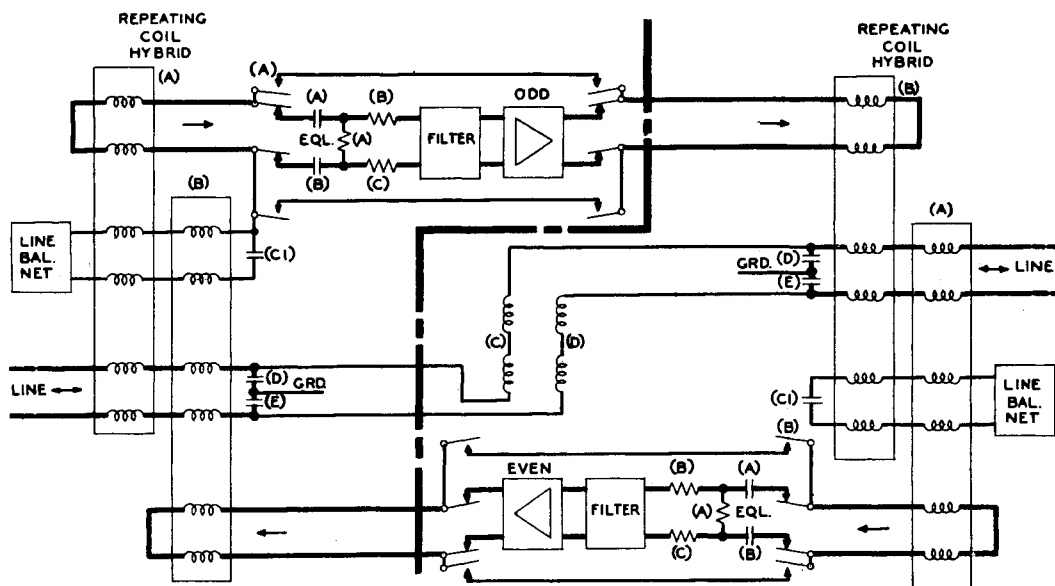 REPEATING
COIL
HYBRID
(A)
REPEATING
COIL
HYBRID
(B)
(A)
(A)
(B)
ODD
EQL.
(A)
FILTER
(B)
(C)
(B)
(A)
LINE
BAL.
NET
(C1)
(D)
GRD.
(E)
LINE
(C)
(D)
LINE
(D)
GRD.
(E)
(C1)
LINE
BAL.
NET
(B)
EVEN
(B)
(A)
FILTER
(A)
EQL.
(C)
(B)